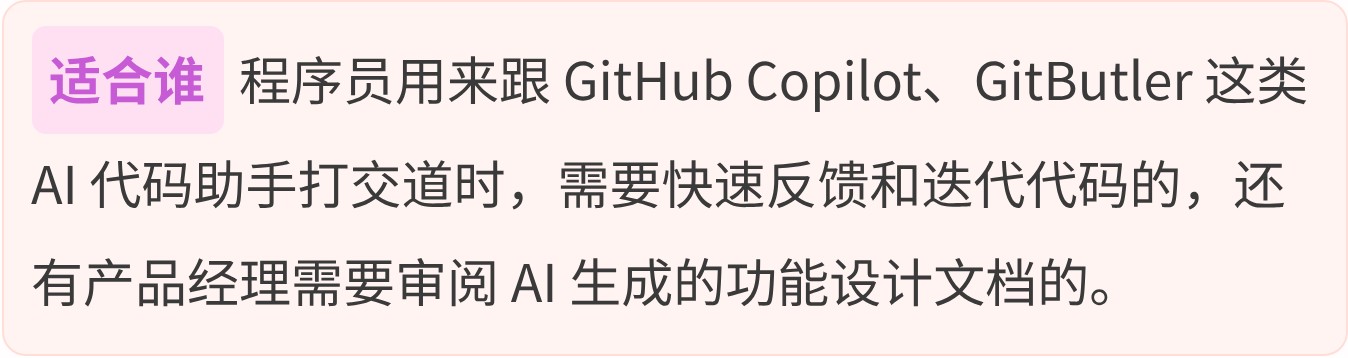 适合谁 程序员用来跟 GitHub Copilot、GitButler 这类
AI 代码助手打交道时，需要快速反馈和迭代代码的，还
有产品经理需要审阅 AI 生成的功能设计文档的。